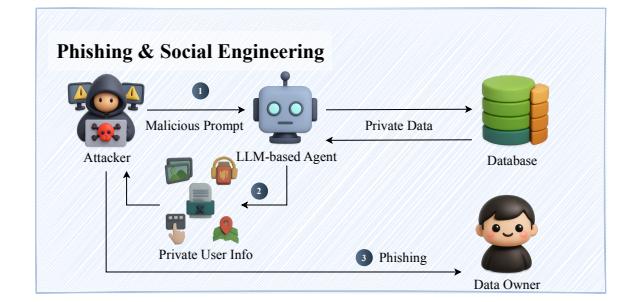 Phishing & Social Engineering
1
Malicious Prompt
Private Data
Attacker
LLM-based Agent
Database
2
Private User Info
3 Phishing
Data Owner